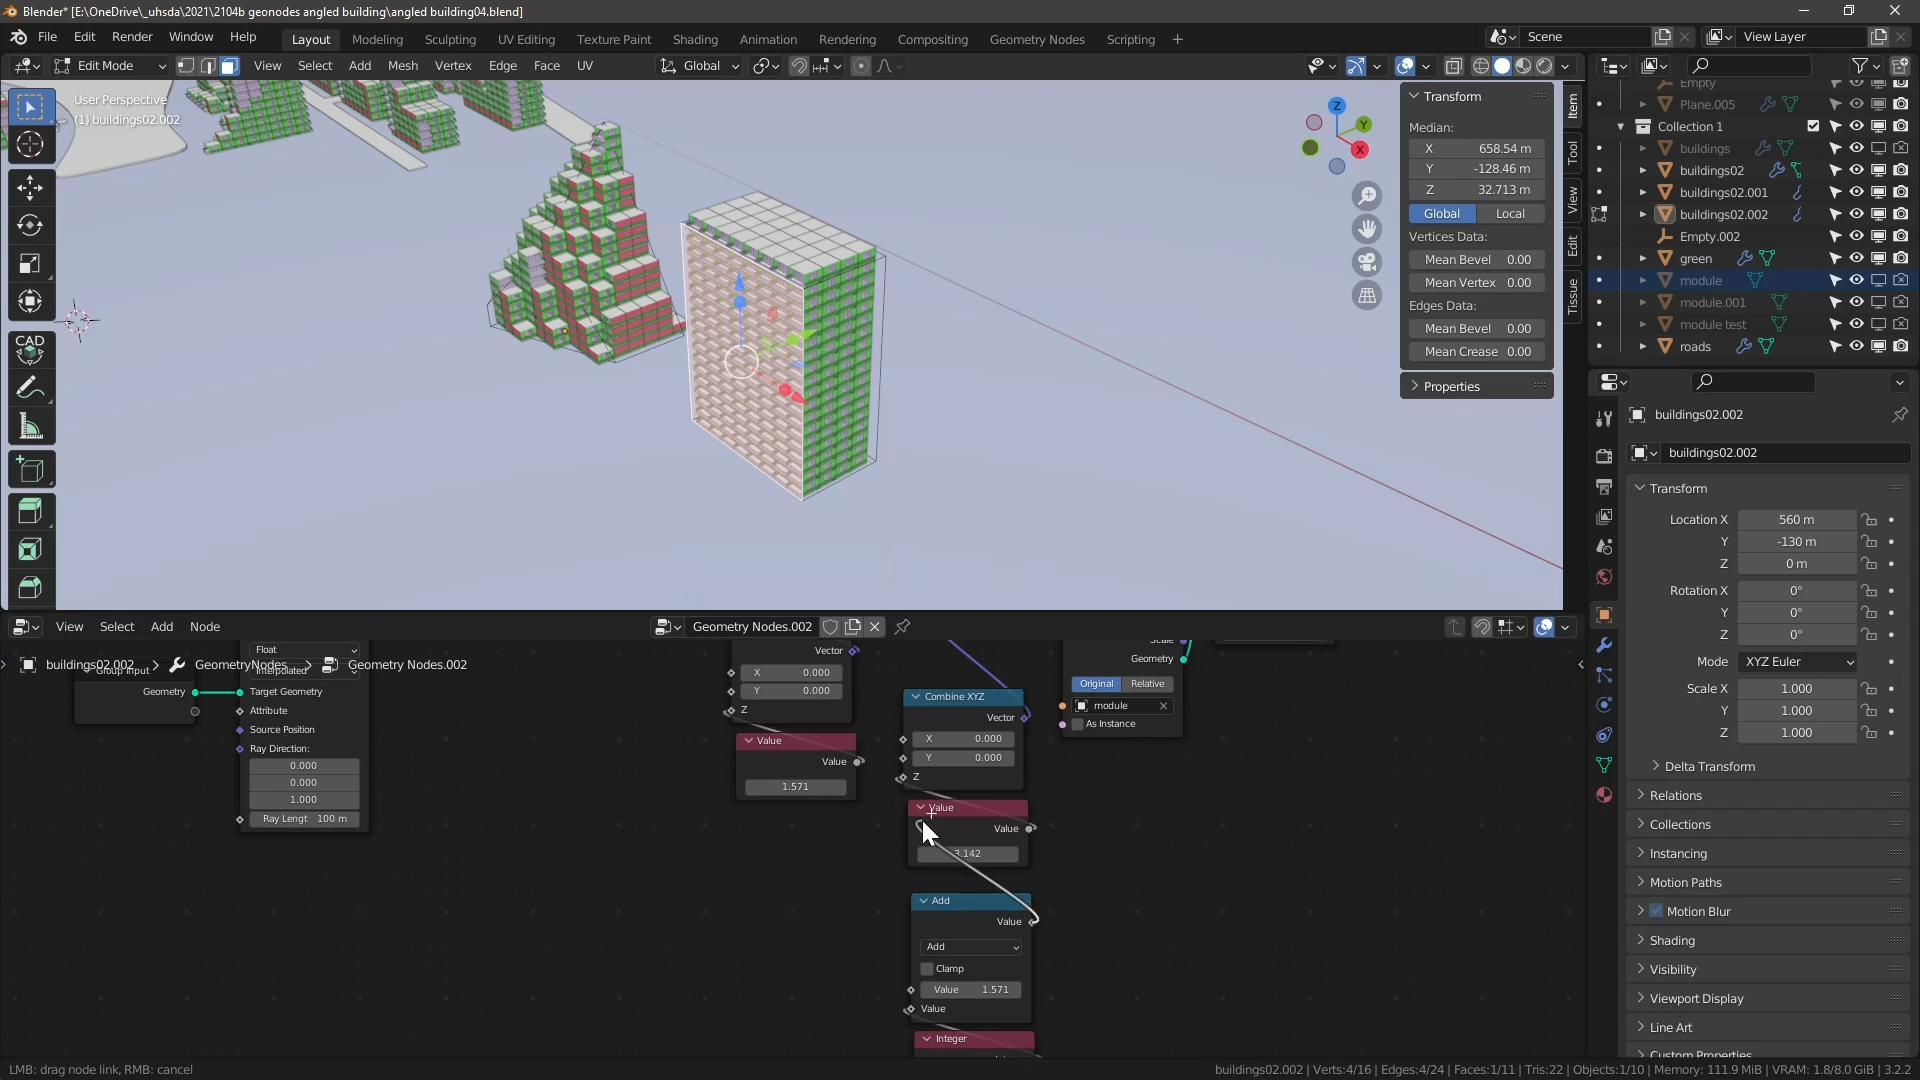 Blender* [E:\OneDrive\_uhsda\2021\2104b geonodes angled building\angled building04.blend]
File Edit Render Window Help Layout Modeling Sculpting UV Editing Texture Paint Shading Animation Rendering Compositing Geometry Nodes Scripting + Scene View Layer
Edit Mode View Select Add Mesh Vertex Edge Face UV Global
User Perspective
(1) buildings02.002
CAD
Z
Y
X
Transform
Median:
X 658.54 m
Y -128.46 m
Z 32.713 m
Global Local
Vertices Data:
Mean Bevel 0.00
Mean Vertex 0.00
Edges Data:
Mean Bevel 0.00
Mean Crease 0.00
Properties
Item
Tool
View
Edit
Tissue
Empty
Plane.005
Collection 1
buildings
buildings02
buildings02.001
buildings02.002
Empty.002
green
module
module.001
module test
roads
buildings02.002
buildings02.002
Transform
Location X 560 m
Y -130 m
Z 0 m
Rotation X 0°
Y 0°
Z 0°
Mode XYZ Euler
Scale X 1.000
Y 1.000
Z 1.000
Delta Transform
Relations
Collections
Instancing
Motion Paths
Motion Blur
Shading
Visibility
Viewport Display
Line Art
Custom Properties
View Select Add Node Geometry Nodes.002
buildings02.002 > GeometryNodes > Geometry Nodes.002
Group Input
Geometry
Float
Interpolated
Target Geometry
Attribute
Source Position
Ray Direction:
0.000
0.000
1.000
Ray Lengt 100 m
Vector
X 0.000
Y 0.000
Z
Value
Value
1.571
Combine XYZ
Vector
X 0.000
Y 0.000
Z
Value
Value
3.142
Add
Value
Add
Clamp
Value 1.571
Value
Integer
Scale
Geometry
Original Relative
module
As Instance
LMB: drag node link, RMB: cancel
buildings02.002 | Verts:4/16 | Edges:4/24 | Faces:1/11 | Tris:22 | Objects:1/10 | Memory: 111.9 MiB | VRAM: 1.8/8.0 GiB | 3.2.2